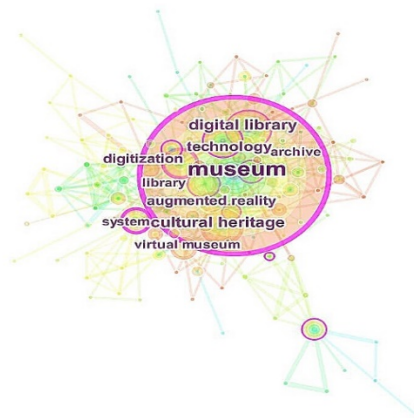 digital library
technology archive
digitization
museum
library
augmented reality
system cultural heritage
virtual museum